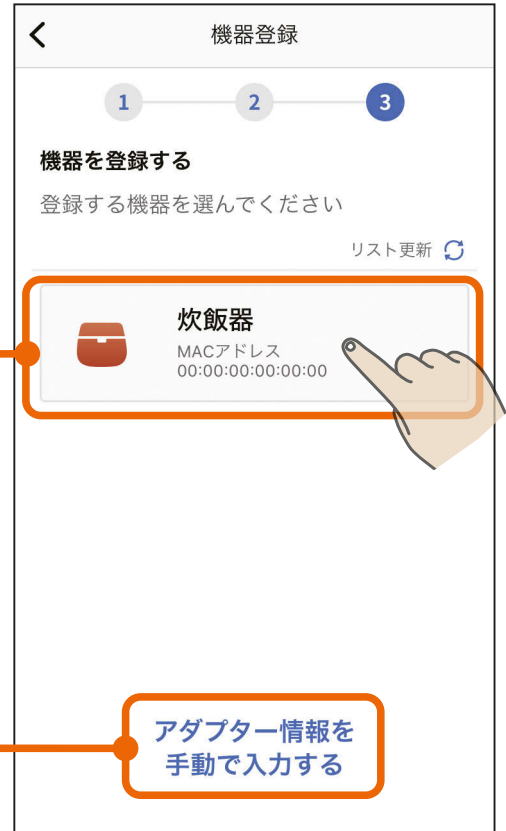 機器登録
1 2 3
機器を登録する
登録する機器を選んでください
リスト更新
炊飯器
MACアドレス
00:00:00:00:00:00
アダプター情報を
手動で入力する